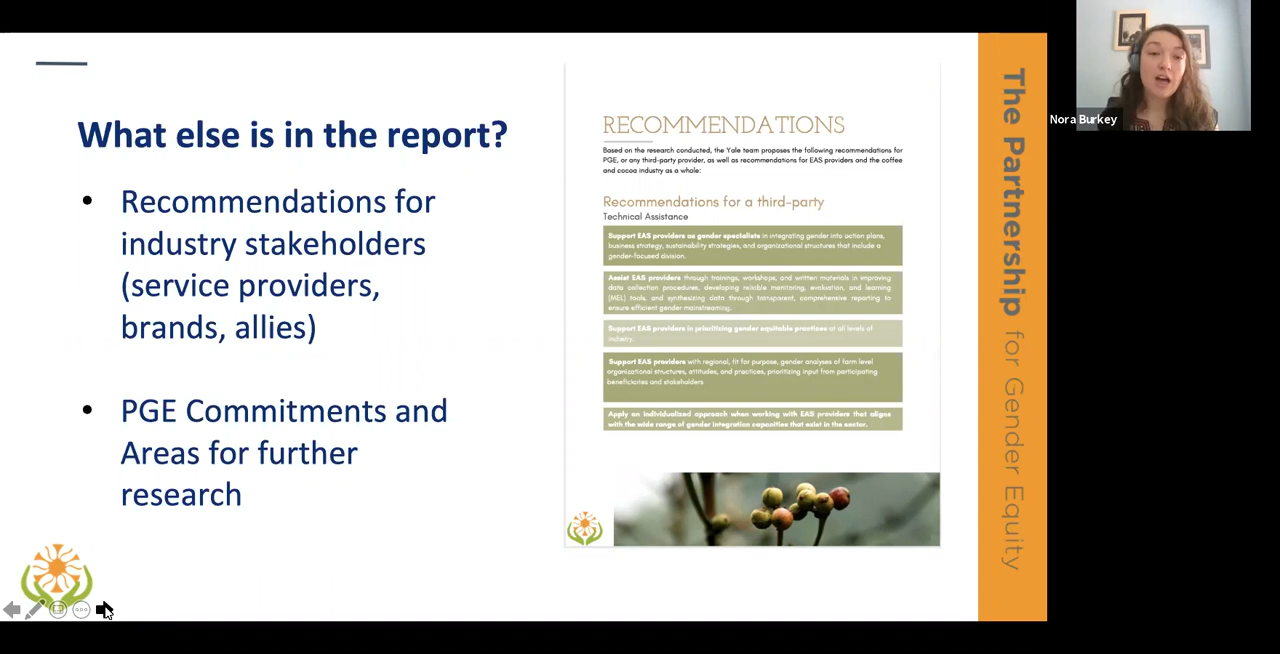 What else is in the report?
• Recommendations for
industry stakeholders
(service providers,
brands, allies)
• PGE Commitments and
Areas for further
research
RECOMMENDATIONS
Based on the research conducted, the Yale team proposes the following recommendations for
PGE, or any third-party provider, as well as recommendations for EAS providers and the coffee
and cocoa industry as a whole:
Recommendations for a third-party
Technical Assistance
Support EAS providers as gender specialists in integrating gender into action plans,
business strategy, sustainability strategies, and organizational structures that include a
gender-focused division.
Assist EAS providers through trainings, workshops, and written materials in improving
data collection procedures, developing reliable monitoring, evaluation, and learning
(MEL) tools, and synthesizing data through transparent, comprehensive reporting to
ensure efficient gender mainstreaming.
Support EAS providers in prioritizing gender equitable practices at all levels of
industry.
Support EAS providers with regional, fit for purpose, gender analyses of farm level
organizational structures, attitudes, and practices, prioritizing input from participating
beneficiaries and stakeholders
Apply an individualized approach when working with EAS providers that aligns
with the wide range of gender integration capacities that exist in the sector.
The Partnership for Gender Equity
Nora Burkey